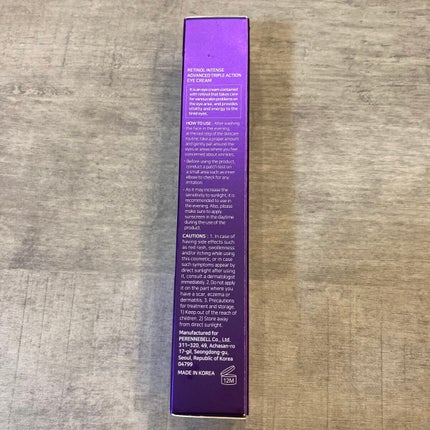 RETINOL INTENSE
ADVANCED TRIPLE ACTION
EYE CREAM
It is an eye cream contained
with retinol that takes care
for various skin problems on
the eye area, and provides
vitality and energy to the
tired eyes.
HOW TO USE : After washing
the face in the evening,
at the last step of the skincare
routine, take a proper amount
and gently pat around the
eyes or areas where you feel
concerned about wrinkles.
- Before using the product,
conduct a patch test on
a small area such as inner
elbow to check for any
irritation.
- As it may increase the
sensitivity to sunlight, it is
recommended to use in
the evening. Also, please
make sure to apply
sunscreen in the daytime
during the use of the
product.
CAUTIONS : 1. In case of
having side effects such
as red rash, swollenness
and/or itching while using
this cosmetic, or in case
such symptoms appear by
direct sunlight after using
it, consult a dermatologist
immediately. 2. Do not apply
it on the part where you
have a scar, eczema or
dermatitis. 3. Precautions
for treatment and storage.
1) Keep out of the reach of
children. 2) Store away
from direct sunlight.
Manufactured for
PERENNEBELL Co., Ltd.
311-320, 49, Achasan-ro
17-gil, Seongdong-gu,
Seoul, Republic of Korea
04799
MADE IN KOREA
12M